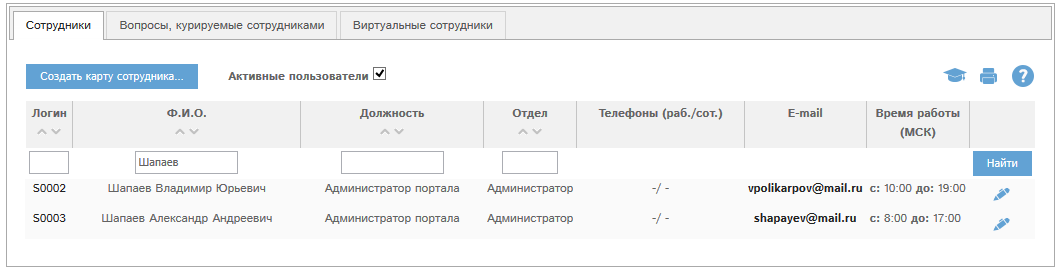 Сотрудники Вопросы, курируемые сотрудниками Виртуальные сотрудники
Создать карту сотрудника... Активные пользователи ?
Логин Ф.И.О. Должность Отдел Телефоны (раб./сот.) E-mail Время работы
(МСК)
Шапаев Найти
S0002 Шапаев Владимир Юрьевич Администратор портала Администратор -/ - vpolikarpov@mail.ru с: 10:00 до: 19:00
S0003 Шапаев Александр Андреевич Администратор портала Администратор -/ - shapayev@mail.ru с: 8:00 до: 17:00